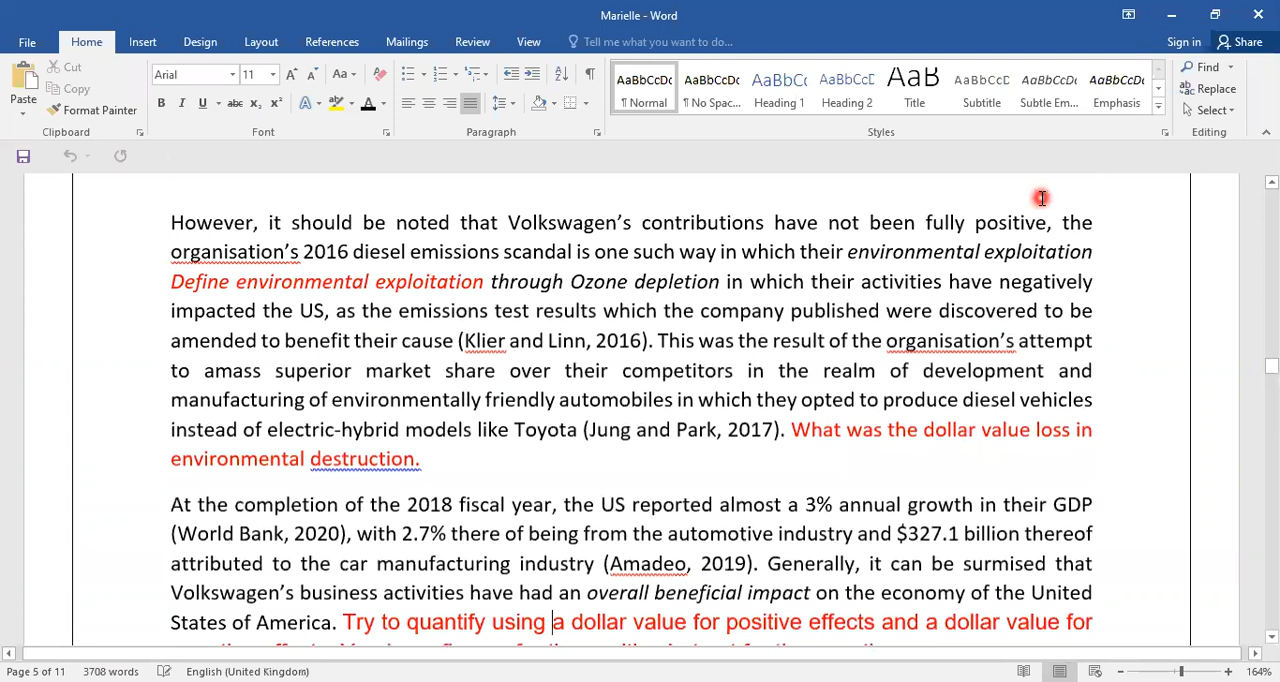 Marielle - Word
File Home Insert Design Layout References Mailings Review View Tell me what you want to do... Sign in Share
Cut
Copy
Format Painter
Paste
Clipboard
Arial 11
Font
Paragraph
AaBbCcDc AaBbCcDc AaBbCc AaBbCcE AaB AaBbCcD AaBbCcDc AaBbCcDc
¶ Normal ¶ No Spac... Heading 1 Heading 2 Title Subtitle Subtle Em... Emphasis
Styles
Find
Replace
Select
Editing
However, it should be noted that Volkswagen’s contributions have not been fully positive, the
organisation’s 2016 diesel emissions scandal is one such way in which their environmental exploitation
Define environmental exploitation through Ozone depletion in which their activities have negatively
impacted the US, as the emissions test results which the company published were discovered to be
amended to benefit their cause (Klier and Linn, 2016). This was the result of the organisation’s attempt
to amass superior market share over their competitors in the realm of development and
manufacturing of environmentally friendly automobiles in which they opted to produce diesel vehicles
instead of electric-hybrid models like Toyota (Jung and Park, 2017). What was the dollar value loss in
environmental destruction.
At the completion of the 2018 fiscal year, the US reported almost a 3% annual growth in their GDP
(World Bank, 2020), with 2.7% there of being from the automotive industry and $327.1 billion thereof
attributed to the car manufacturing industry (Amadeo, 2019). Generally, it can be surmised that
Volkswagen’s business activities have had an overall beneficial impact on the economy of the United
States of America. Try to quantify using a dollar value for positive effects and a dollar value for
Page 5 of 11 3708 words English (United Kingdom) 164%